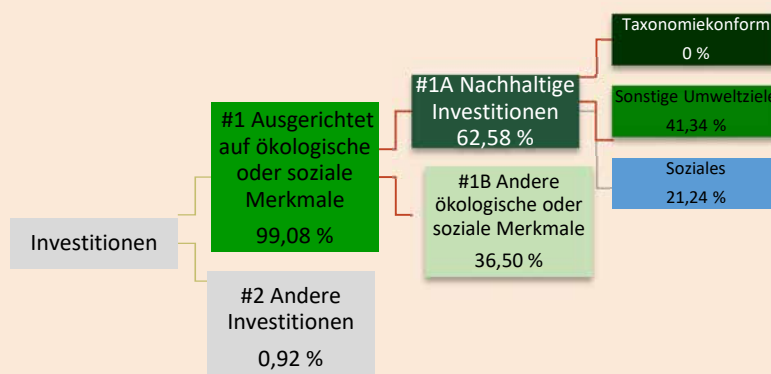 Investitionen
#1 Ausgerichtet
auf ökologische
oder soziale
Merkmale
99,08 %
#2 Andere
Investitionen
0,92 %
#1A Nachhaltige
Investitionen
62,58 %
#1B Andere
ökologische oder
soziale Merkmale
36,50 %
Taxonomiekonform
0 %
Sonstige Umweltziele
41,34 %
Soziales
21,24 %